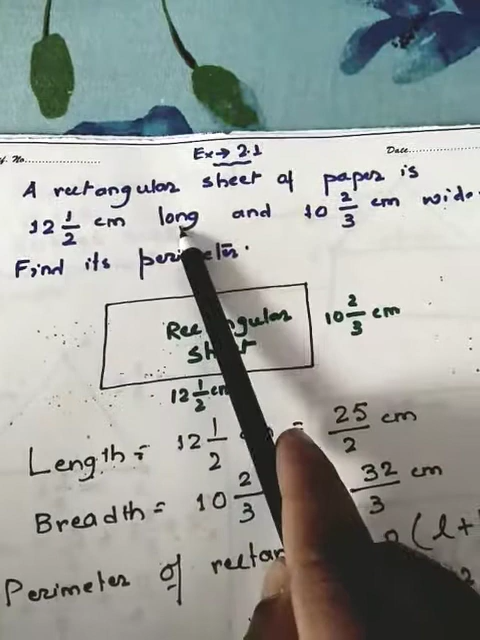 Ex → 2.1
Date
No.
A rectangular sheet of paper is
12 1/2 cm long and 10 2/3 cm wide.
Find its perimeter.
Rectangular
Sheet
10 2/3 cm
12 1/2 cm
Length = 12 1/2 cm = 25/2 cm
Breadth = 10 2/3 32/3 cm
Perimeter of (l+